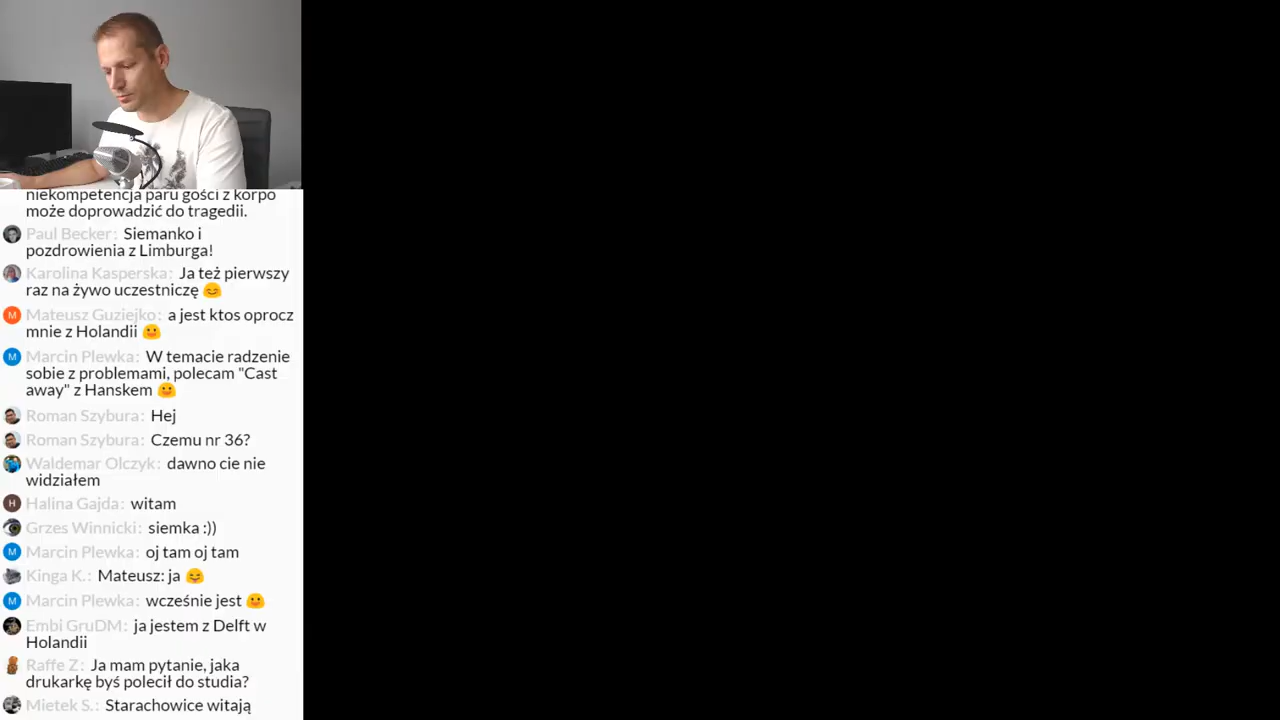 niekompetencja paru gości z korpo
może doprowadzić do tragedii.
Paul Becker: Siemanko i
pozdrowienia z Limburga!
Karolina Kasperska: Ja też pierwszy
raz na żywo uczestniczę 😊
M Mateusz Guziejko: a jest ktos oprocz
mnie z Holandii 😛
M Marcin Plewka: W temacie radzenie
sobie z problemami, polecam "Cast
away" z Hanskem 😛
Roman Szybura: Hej
Roman Szybura: Czemu nr 36?
Waldemar Olczyk: dawno cie nie
widziałem
H Halina Gajda: witam
Grzes Winnicki: siemka :))
M Marcin Plewka: oj tam oj tam
Kinga K.: Mateusz: ja 😊
M Marcin Plewka: wcześnie jest 😛
Embi GruDM: ja jestem z Delft w
Holandii
Raffe Z: Ja mam pytanie, jaka
drukarkę byś polecił do studia?
Mietek S.: Starachowice witają